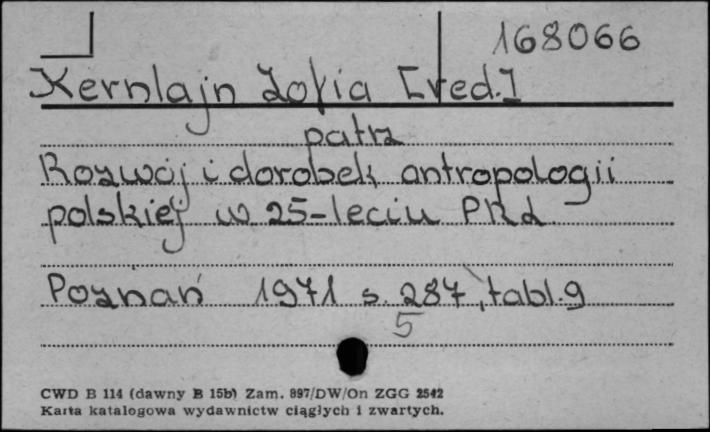 168066
Kernlajn Zofia [red.]
patrz
Rozwój i dorobek antropologii
polskiej w 25-leciu PRL
Poznań 1971 s. 287, tabl. 9
5
CWD B 114 (dawny B 15b) Zam. 897/DW/On ZGG 2542
Karta katalogowa wydawnictw ciągłych i zwartych.